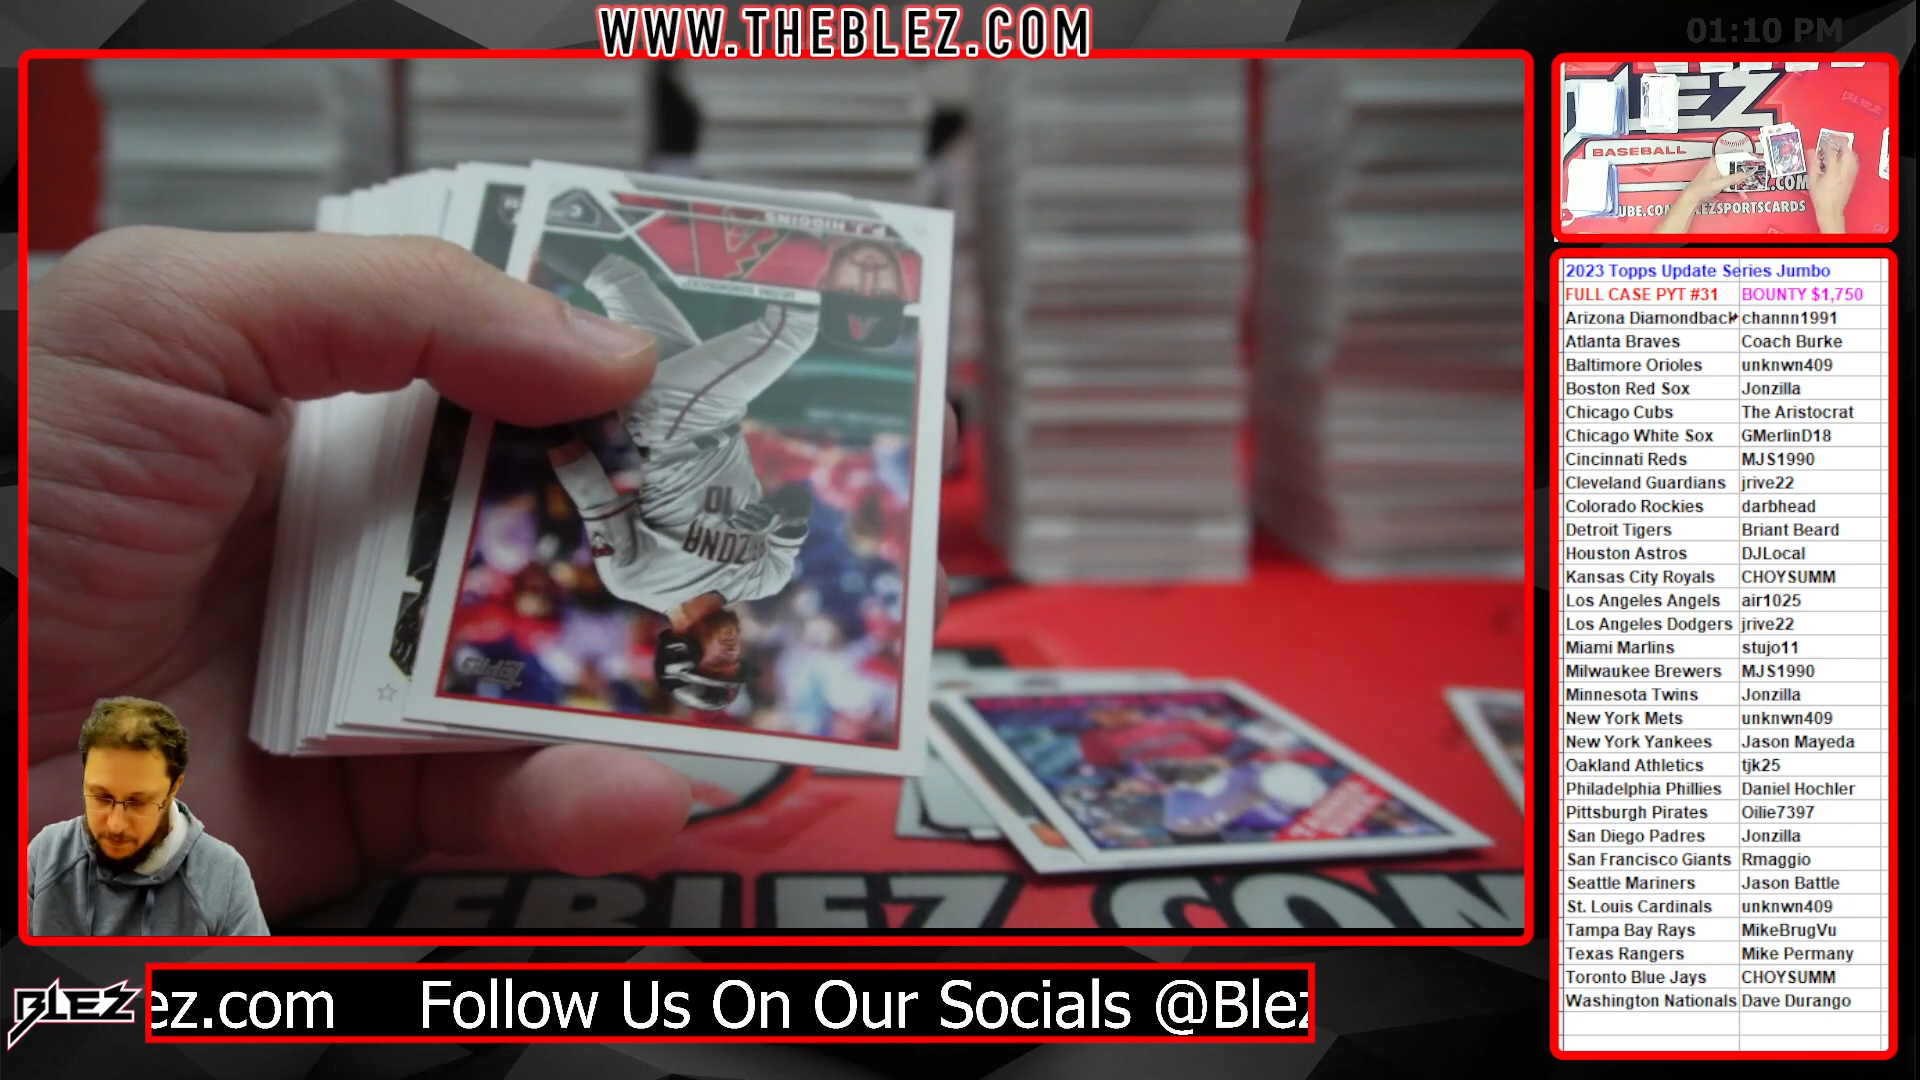 WWW.THEBLEZ.COM
01:10 PM
P.J. HIGGINS
ARIZONA DIAMONDBACKS
ARIZONA
10
BLEZ
BASEBALL
2023 Topps Update Series Jumbo
FULL CASE PYT #31 BOUNTY $1,750
Arizona Diamondback channn1991
Atlanta Braves Coach Burke
Baltimore Orioles unknwn409
Boston Red Sox Jonzilla
Chicago Cubs The Aristocrat
Chicago White Sox GMerlinD18
Cincinnati Reds MJS1990
Cleveland Guardians jrive22
Colorado Rockies darbhead
Detroit Tigers Briant Beard
Houston Astros DJLocal
Kansas City Royals CHOYSUMM
Los Angeles Angels air1025
Los Angeles Dodgers jrive22
Miami Marlins stujo11
Milwaukee Brewers MJS1990
Minnesota Twins Jonzilla
New York Mets unknwn409
New York Yankees Jason Mayeda
Oakland Athletics tjk25
Philadelphia Phillies Daniel Hochler
Pittsburgh Pirates Oilie7397
San Diego Padres Jonzilla
San Francisco Giants Rmaggio
Seattle Mariners Jason Battle
St. Louis Cardinals unknwn409
Tampa Bay Rays MikeBrugVu
Texas Rangers Mike Permany
Toronto Blue Jays CHOYSUMM
Washington Nationals Dave Durango
BLEZ
ez.com Follow Us On Our Socials @Blez